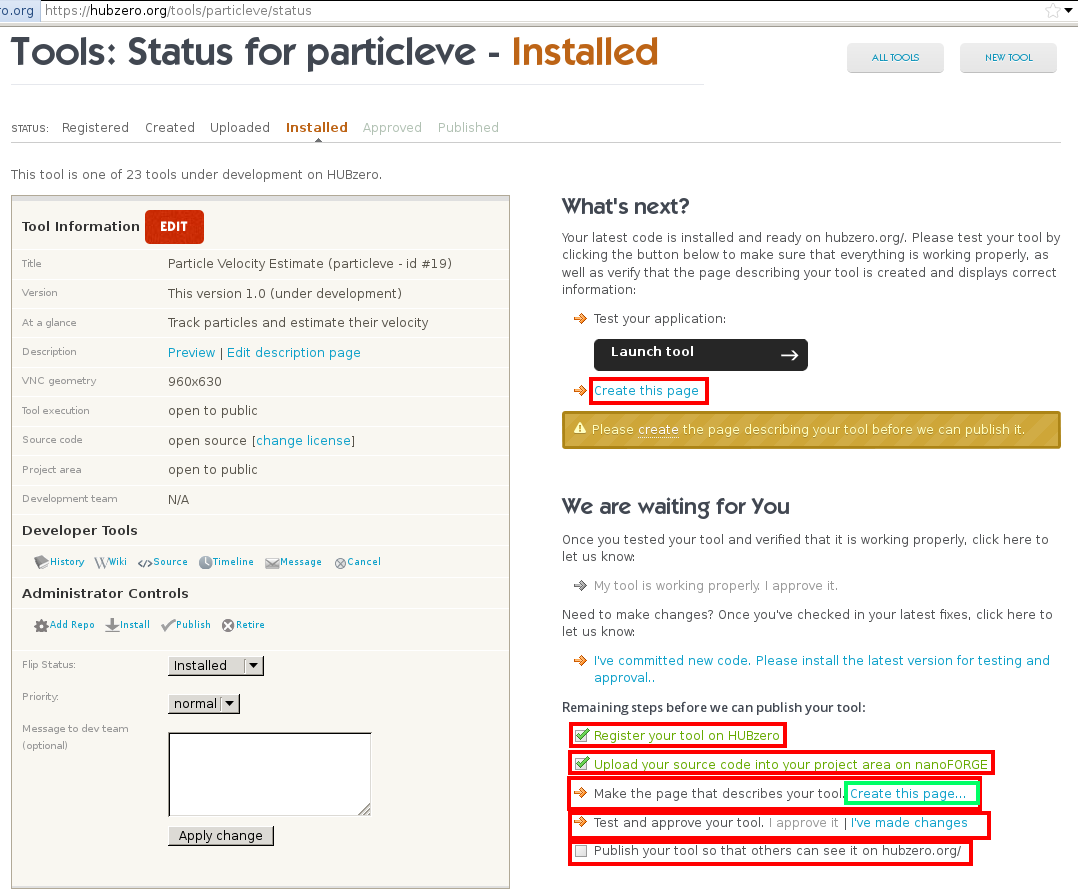 ro.org https://hubzero.org/tools/particleve/status
Tools: Status for particleve - Installed
ALL TOOLS NEW TOOL
STATUS: Registered Created Uploaded Installed Approved Published
This tool is one of 23 tools under development on HUBzero.
Tool Information EDIT
Title Particle Velocity Estimate (particleve - id #19)
Version This version 1.0 (under development)
At a glance Track particles and estimate their velocity
Description Preview | Edit description page
VNC geometry 960x630
Tool execution open to public
Source code open source [change license]
Project area open to public
Development team N/A
Developer Tools
History Wiki Source Timeline Message Cancel
Administrator Controls
Add Repo Install Publish Retire
Flip Status: Installed
Priority: normal
Message to dev team
(optional)
Apply change
What's next?
Your latest code is installed and ready on hubzero.org/. Please test your tool by
clicking the button below to make sure that everything is working properly, as
well as verify that the page describing your tool is created and displays correct
information:
Test your application:
Launch tool
Create this page
Please create the page describing your tool before we can publish it.
We are waiting for You
Once you tested your tool and verified that it is working properly, click here to
let us know:
My tool is working properly. I approve it.
Need to make changes? Once you've checked in your latest fixes, click here to
let us know:
I've committed new code. Please install the latest version for testing and
approval..
Remaining steps before we can publish your tool:
Register your tool on HUBzero
Upload your source code into your project area on nanoFORGE
Make the page that describes your tool. Create this page...
Test and approve your tool. I approve it | I've made changes
Publish your tool so that others can see it on hubzero.org/